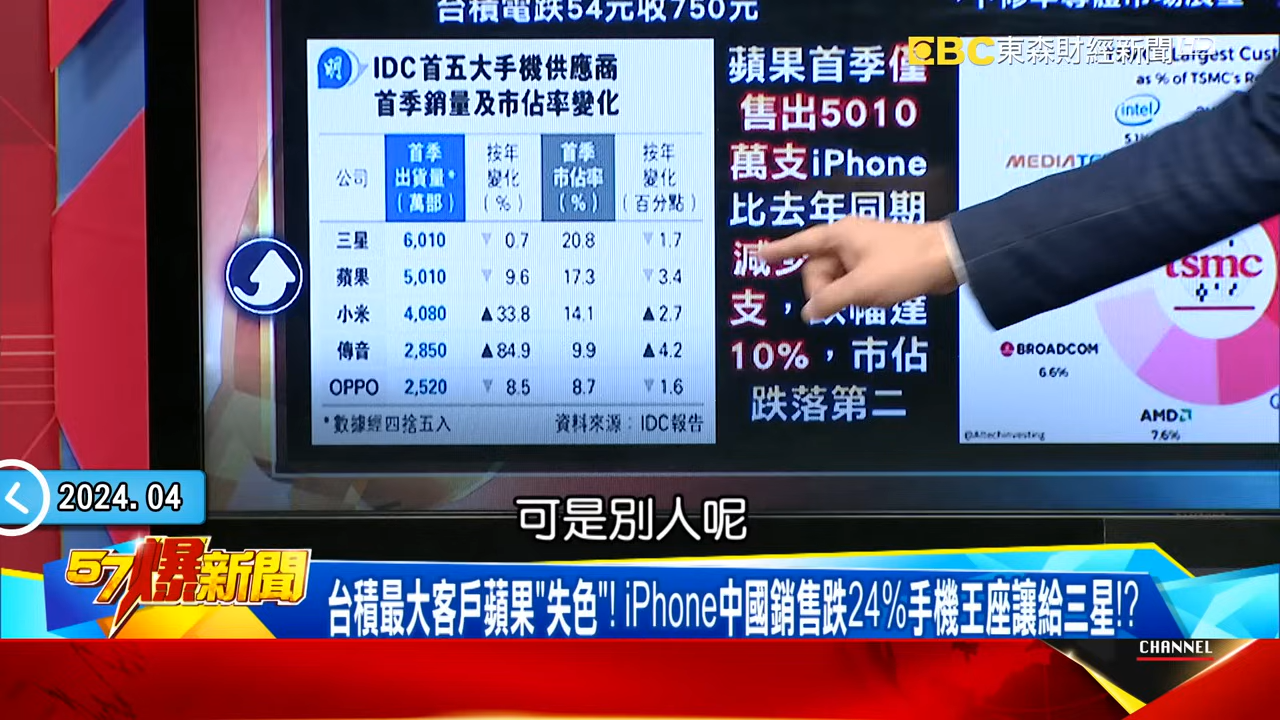 台積電跌54元收750元
EBC東森財經新聞
明
IDC首五大手機供應商
首季銷量及市佔率變化
公司 首季出貨量*(萬部) 按年變化(%) 首季市佔率(%) 按年變化(百分點)
三星 6,010 ▼ 0.7 20.8 ▼1.7
蘋果 5,010 ▼ 9.6 17.3 ▼3.4
小米 4,080 ▲33.8 14.1 ▲2.7
傳音 2,850 ▲84.9 9.9 ▲4.2
OPPO 2,520 ▼ 8.5 8.7 ▼1.6
*數據經四捨五入 資料來源：IDC報告
蘋果首季僅
售出5010
萬支iPhone
比去年同期
減
支，跌幅達
10%，市佔
跌落第二
Largest
as % of TSMC's
intel
MEDIATEK
tsmc
BROADCOM
6.6%
AMD
7.6%
@AItechinvesting
2024.04
可是別人呢
57爆新聞
台積最大客戶蘋果"失色"! iPhone中國銷售跌24%手機王座讓給三星!?
CHANNEL